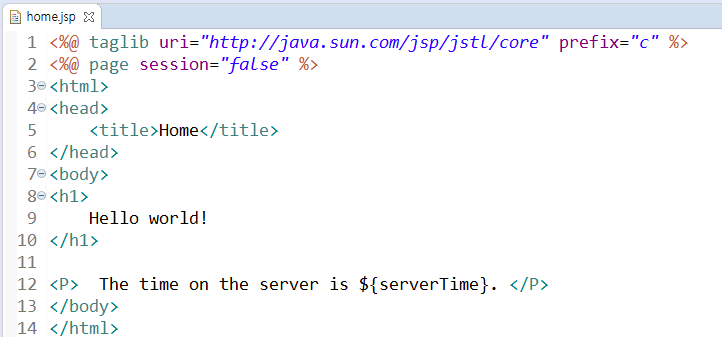 home.jsp
1 <%@ taglib uri="http://java.sun.com/jsp/jstl/core" prefix="c" %>
2 <%@ page session="false" %>
3 <html>
4 <head>
5     <title>Home</title>
6 </head>
7 <body>
8 <h1>
9     Hello world!
10 </h1>
11
12 <P>  The time on the server is ${serverTime}. </P>
13 </body>
14 </html>